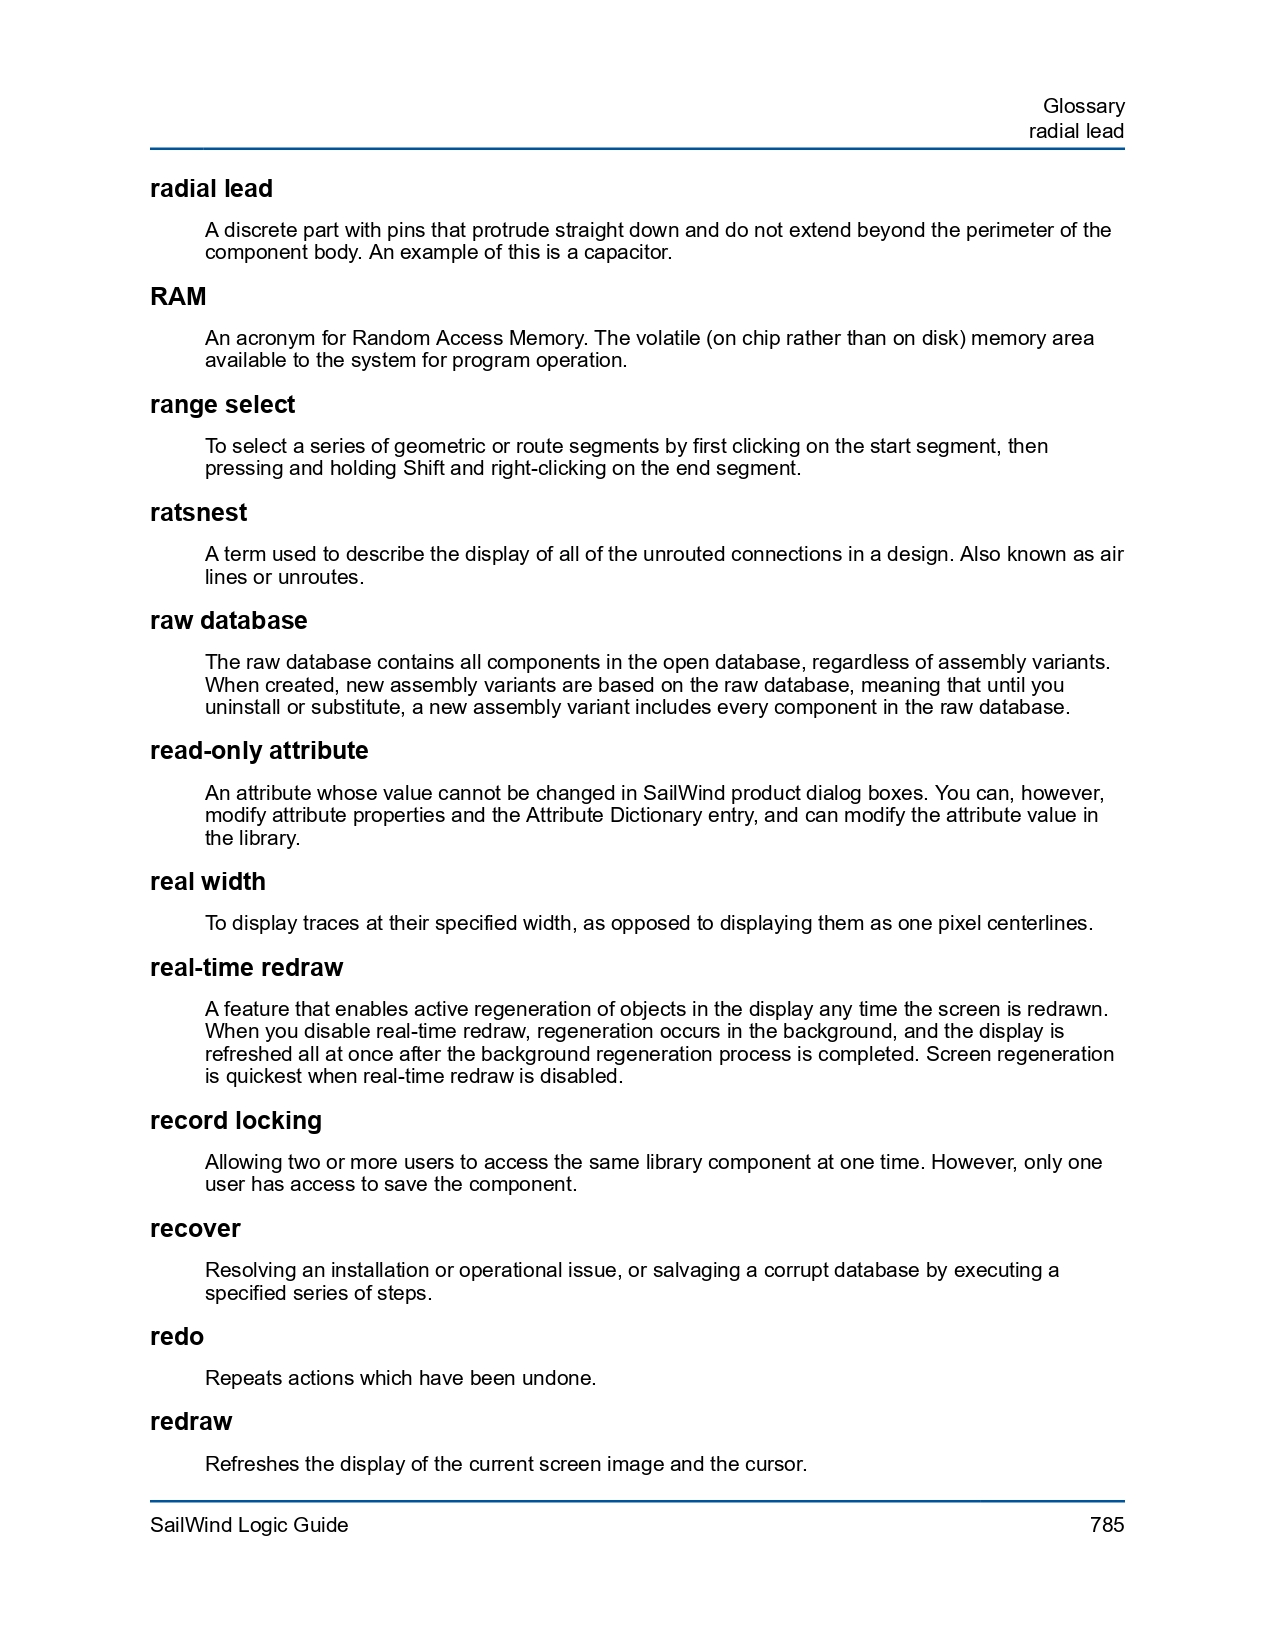 Glossary
radial lead
radial lead
A discrete part with pins that protrude straight down and do not extend beyond the perimeter of the
component body. An example of this is a capacitor.
RAM
An acronym for Random Access Memory. The volatile (on chip rather than on disk) memory area
available to the system for program operation.
range select
To select a series of geometric or route segments by first clicking on the start segment, then
pressing and holding Shift and right-clicking on the end segment.
ratsnest
A term used to describe the display of all of the unrouted connections in a design. Also known as air
lines or unroutes.
raw database
The raw database contains all components in the open database, regardless of assembly variants.
When created, new assembly variants are based on the raw database, meaning that until you
uninstall or substitute, a new assembly variant includes every component in the raw database.
read-only attribute
An attribute whose value cannot be changed in SailWind product dialog boxes. You can, however,
modify attribute properties and the Attribute Dictionary entry, and can modify the attribute value in
the library.
real width
To display traces at their specified width, as opposed to displaying them as one pixel centerlines.
real-time redraw
A feature that enables active regeneration of objects in the display any time the screen is redrawn.
When you disable real-time redraw, regeneration occurs in the background, and the display is
refreshed all at once after the background regeneration process is completed. Screen regeneration
is quickest when real-time redraw is disabled.
record locking
Allowing two or more users to access the same library component at one time. However, only one
user has access to save the component.
recover
Resolving an installation or operational issue, or salvaging a corrupt database by executing a
specified series of steps.
redo
Repeats actions which have been undone.
redraw
Refreshes the display of the current screen image and the cursor.
SailWind Logic Guide 785